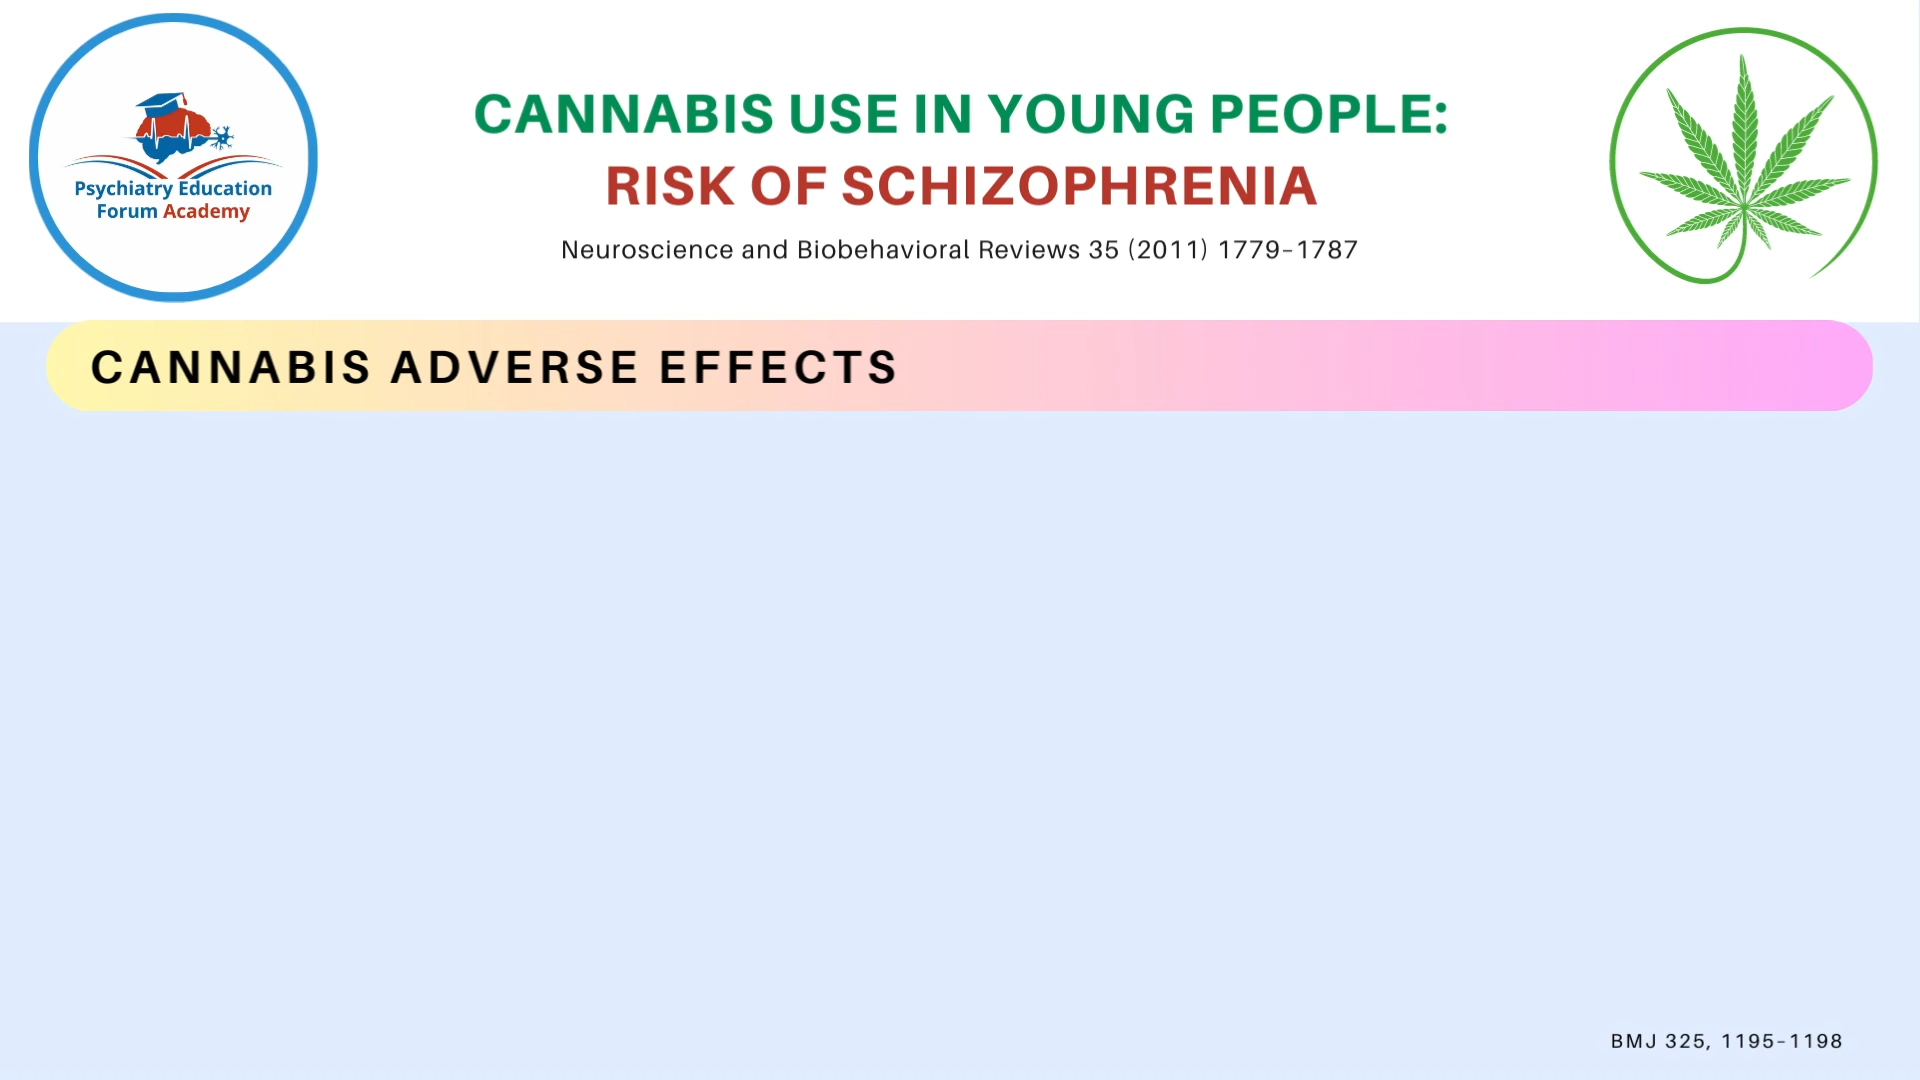 Psychiatry Education
Forum Academy
CANNABIS USE IN YOUNG PEOPLE:
RISK OF SCHIZOPHRENIA
Neuroscience and Biobehavioral Reviews 35 (2011) 1779–1787
CANNABIS ADVERSE EFFECTS
BMJ 325, 1195–1198